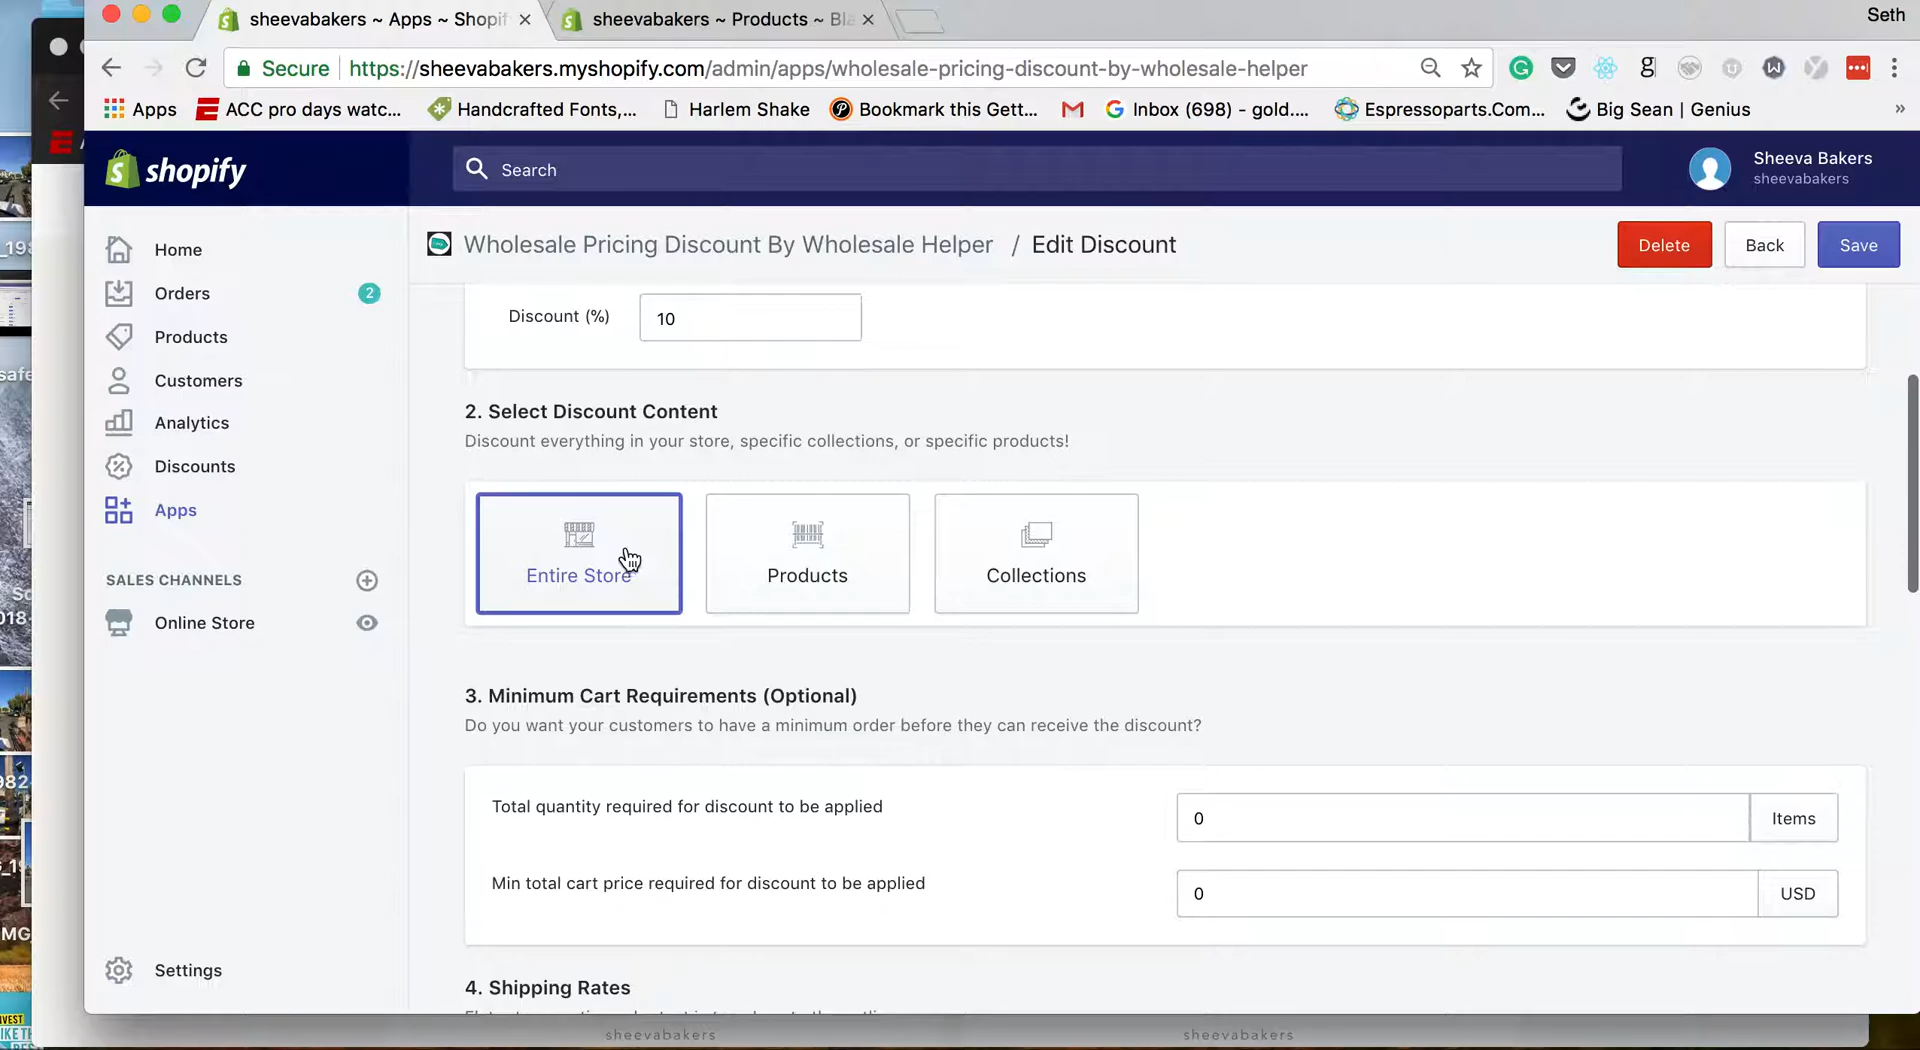 sheevabakers ~ Apps ~ Shopif
sheevabakers ~ Products ~ Bla
Seth
Secure
https://sheevabakers.myshopify.com/admin/apps/wholesale-pricing-discount-by-wholesale-helper
Apps
ACC pro days watc...
Handcrafted Fonts,...
Harlem Shake
Bookmark this Gett...
Inbox (698) - gold....
Espressoparts.Com...
Big Sean | Genius
»
shopify
Search
Sheeva Bakers
sheevabakers
Home
Orders
2
Products
Customers
Analytics
Discounts
Apps
SALES CHANNELS
Online Store
Settings
Wholesale Pricing Discount By Wholesale Helper / Edit Discount
Delete
Back
Save
Discount (%)
10
2. Select Discount Content
Discount everything in your store, specific collections, or specific products!
Entire Store
Products
Collections
3. Minimum Cart Requirements (Optional)
Do you want your customers to have a minimum order before they can receive the discount?
Total quantity required for discount to be applied
0
Items
Min total cart price required for discount to be applied
0
USD
4. Shipping Rates
sheevabakers
sheevabakers